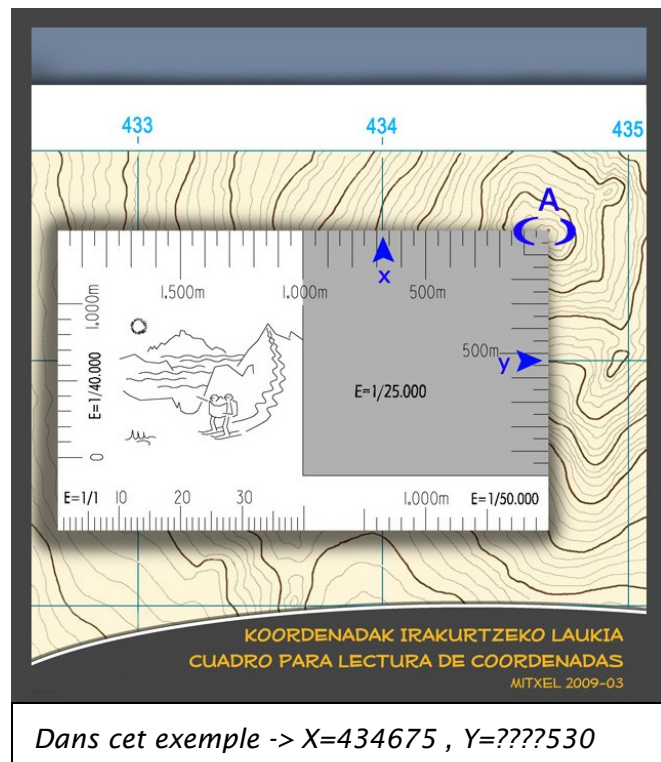 433 434 435
A
x
1.500m 1.000m 500m
1.000m
500m
y
E=1/40.000
E=1/25.000
0
E=1/1 10 20 30 1.000m E=1/50.000
KOORDENADAK IRAKURTZEKO LAUKIA
CUADRO PARA LECTURA DE COORDENADAS
MITXEL 2009-03
Dans cet exemple -> X=434675 , Y=????530